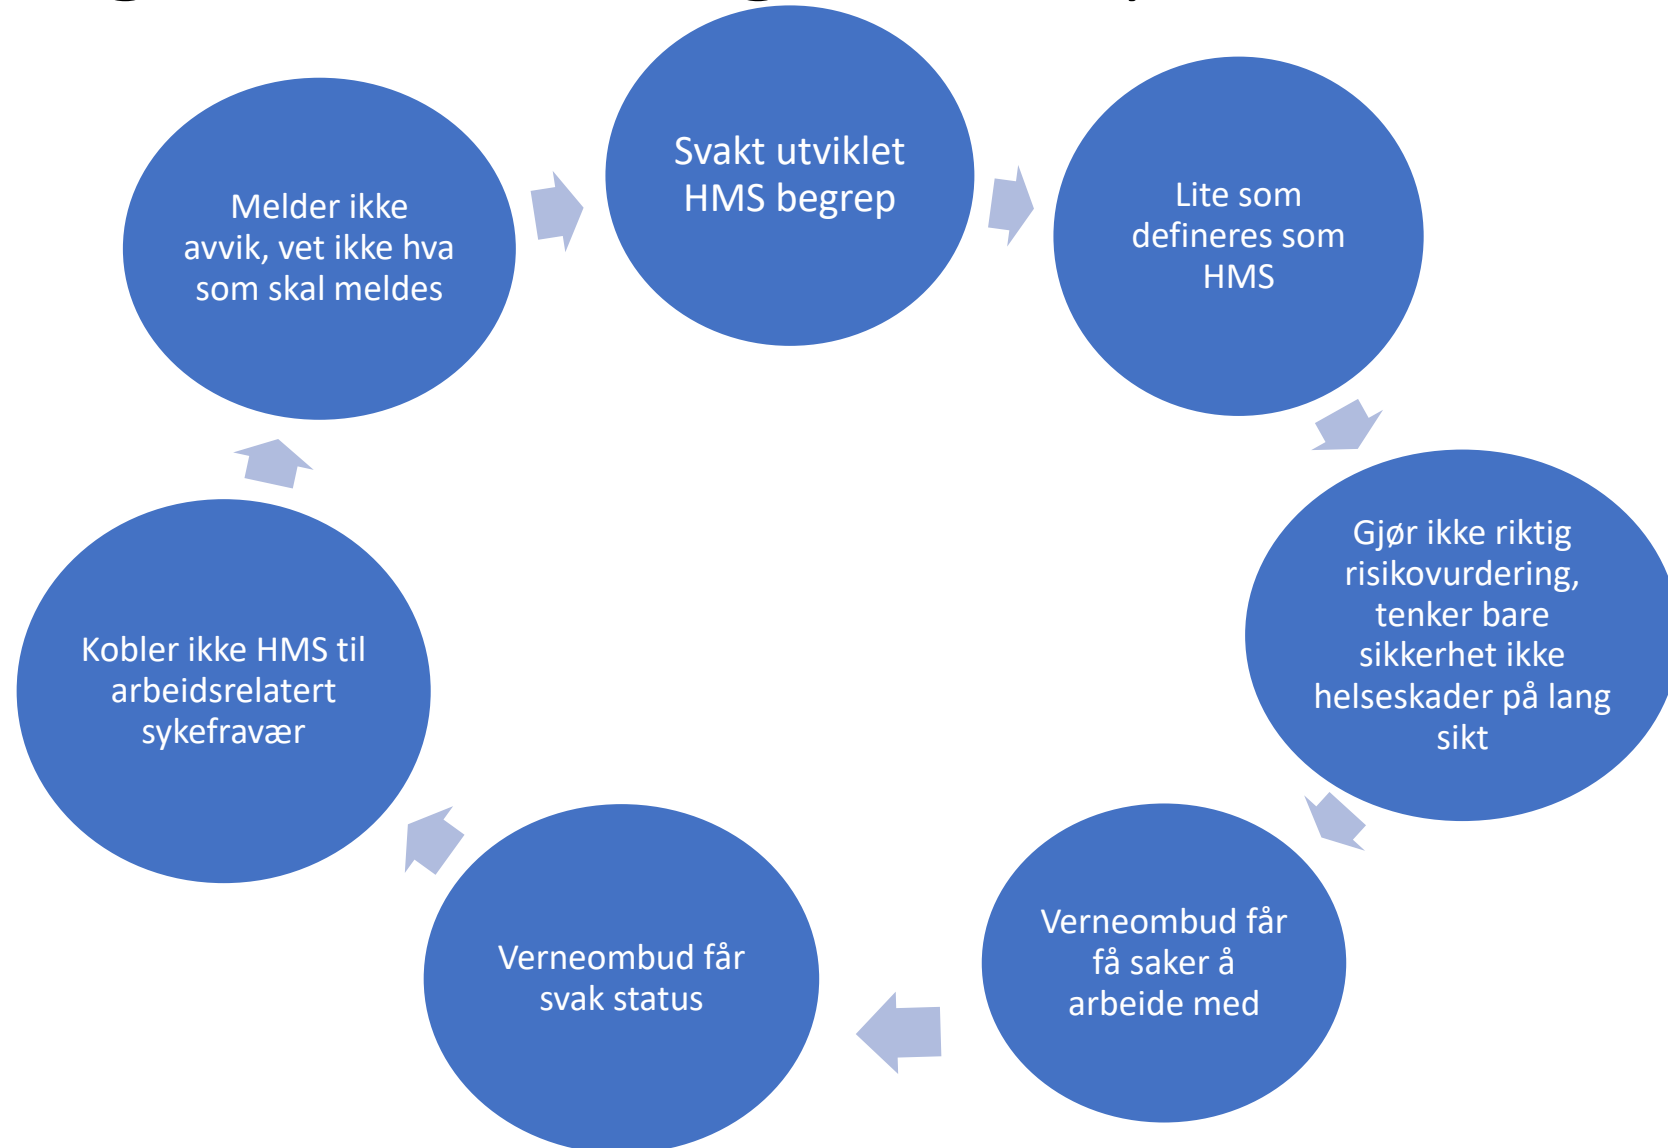 Svakt utviklet
HMS begrep
Lite som
defineres som
HMS
Gjør ikke riktig
risikovurdering,
tenker bare
sikkerhet ikke
helseskader på lang
sikt
Verneombud får
få saker å
arbeide med
Verneombud får
svak status
Kobler ikke HMS til
arbeidsrelatert
sykefravær
Melder ikke
avvik, vet ikke hva
som skal meldes